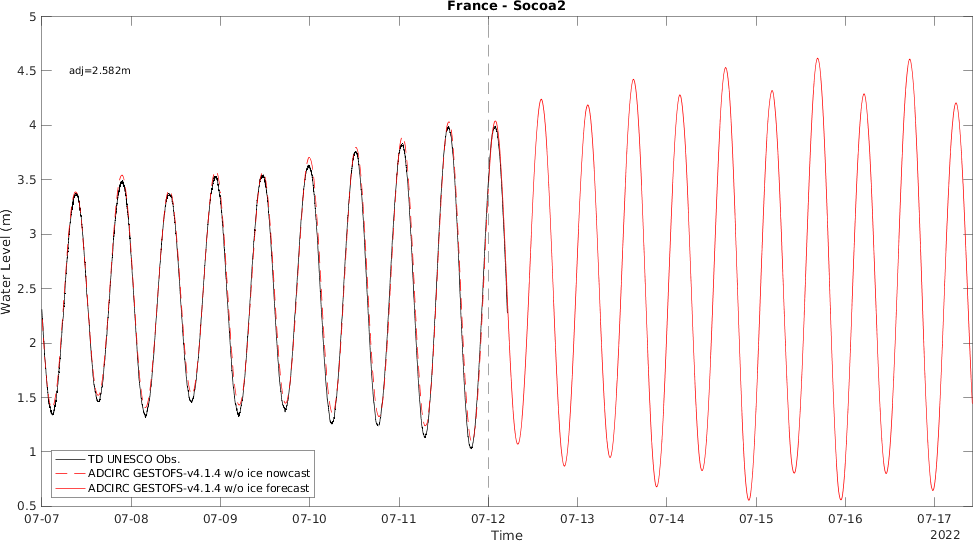 France - Socoa2
adj=2.582m
Water Level (m)
5
4.5
4
3.5
3
2.5
2
1.5
1
0.5
TD UNESCO Obs.
ADCIRC GESTOFS-v4.1.4 w/o ice nowcast
ADCIRC GESTOFS-v4.1.4 w/o ice forecast
07-07 07-08 07-09 07-10 07-11 07-12 07-13 07-14 07-15 07-16 07-17
2022
Time